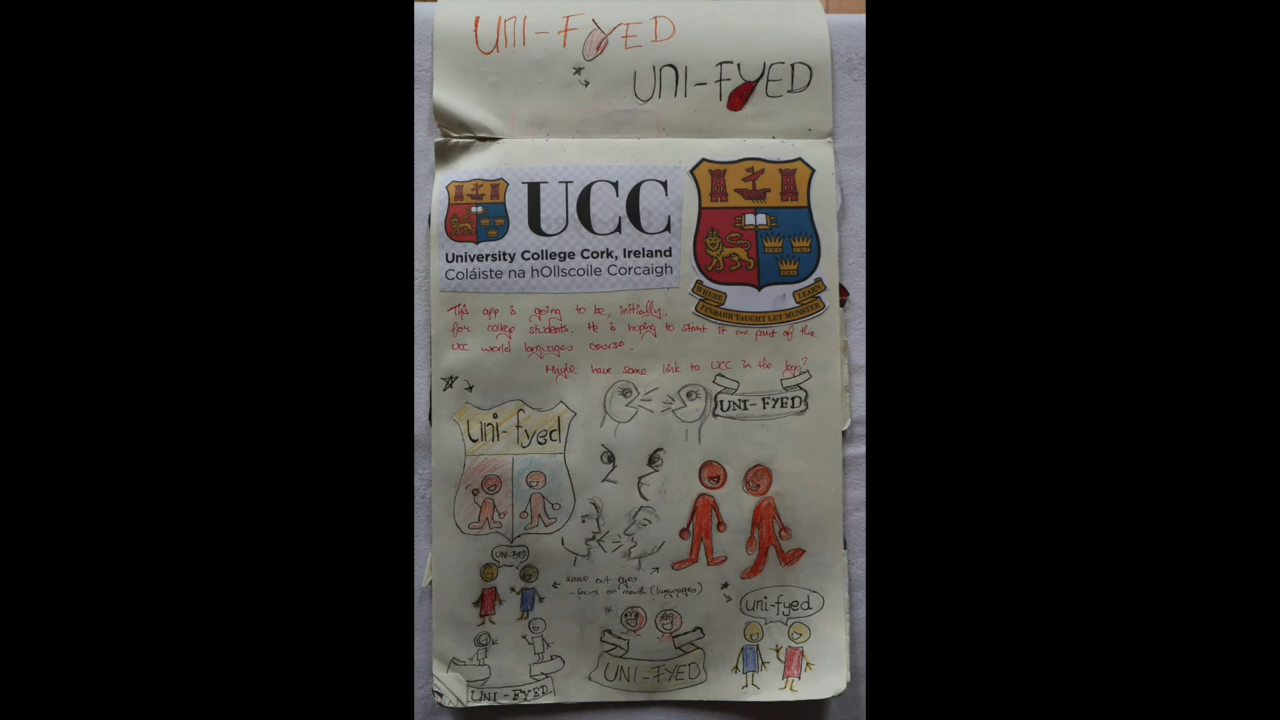 UNI-FYED
UNI-FYED
UCC
University College Cork, Ireland
Coláiste na hOllscoile Corcaigh
WHERE
LEARN
FINBARR TAUGHT LET MUNSTER
This app is going to be, initially,
for college students. He is hoping to start it as part of the
UCC world languages course.
Maybe have some link to UCC in the logo?
UNI-FYED
uni-fyed
UNI-FYED
leave out eyes
- focus on mouth (languages)
uni-fyed
UNI-FYED
UNI-FYED